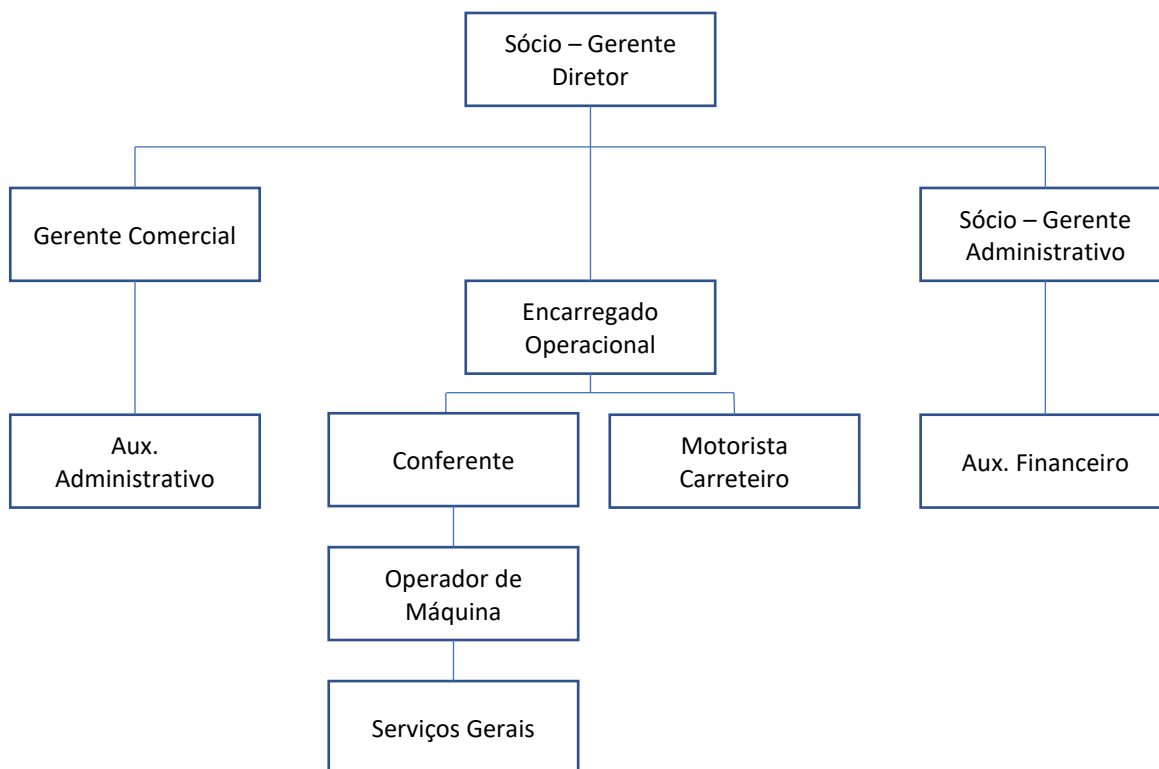 Sócio – Gerente
Diretor
Gerente Comercial
Sócio – Gerente
Administrativo
Encarregado
Operacional
Aux.
Administrativo
Conferente
Motorista
Carreteiro
Aux. Financeiro
Operador de
Máquina
Serviços Gerais